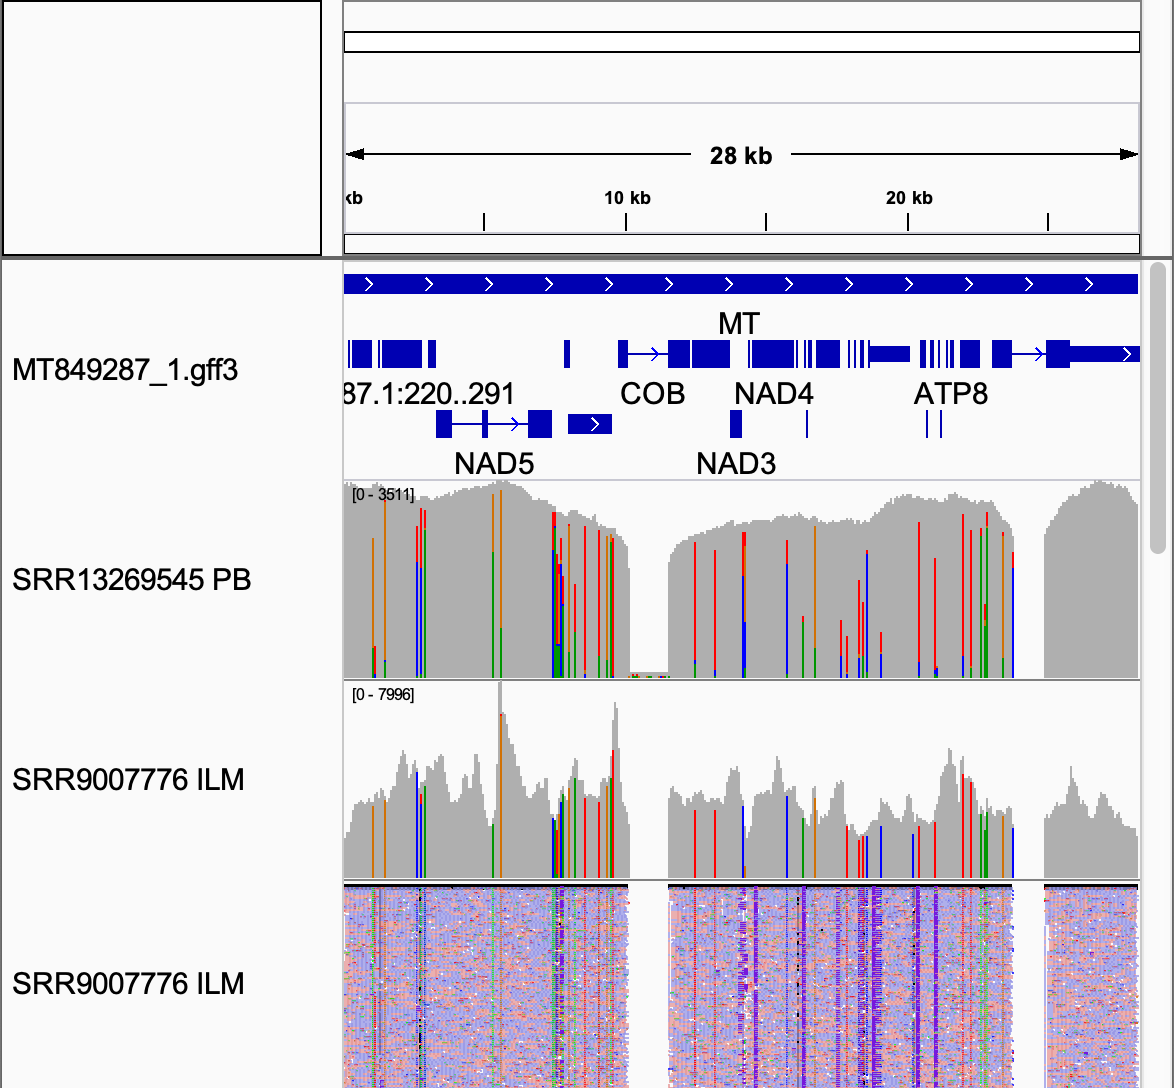 28 kb
kb
10 kb
20 kb
MT
MT849287_1.gff3
87.1:220..291
COB
NAD4
ATP8
NAD5
NAD3
[0 - 3511]
SRR13269545 PB
[0 - 7996]
SRR9007776 ILM
SRR9007776 ILM